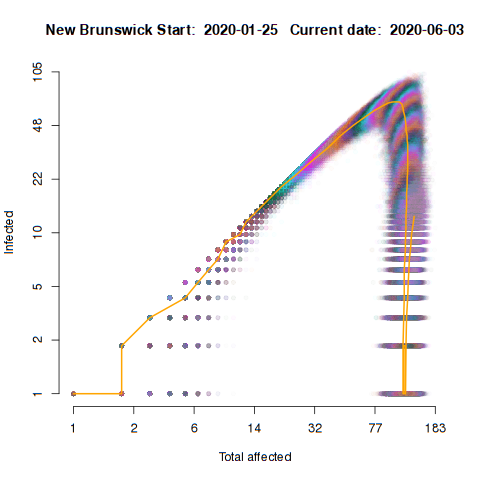 New Brunswick Start: 2020-01-25 Current date: 2020-06-03
105
48
22
10
5
2
1
Infected
1 2 6 14 32 77 183
Total affected